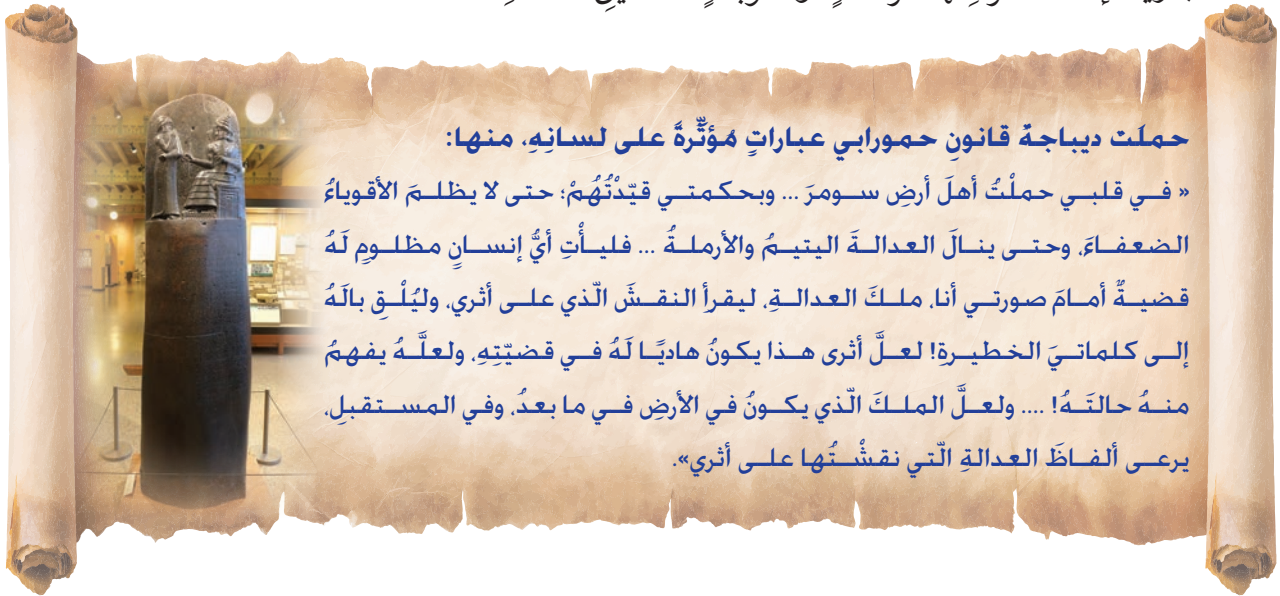 حملَت ديباجةُ قانونِ حمورابي عباراتٍ مُؤثِّرةً على لسانِهِ، منها:
« في قلبي حملْتُ أهلَ أرضِ سومرَ ... وبحكمتي قيّدْتُهُمْ؛ حتى لا يظلمَ الأقوياءُ
الضعفاءَ، وحتى ينالَ العدالةَ اليتيمُ والأرملةُ ... فليأْتِ أيُّ إنسانٍ مظلومٍ لَهُ
قضيةٌ أمامَ صورتي أنا، ملكَ العدالةِ، ليقرأِ النقشَ الّذي على أثري، وليُلْقِ بالَهُ
إلى كلماتيَ الخطيرةِ! لعلَّ أثرى هذا يكونُ هاديًا لَهُ في قضيّتِهِ، ولعلَّهُ يفهمُ
منهُ حالتَهُ! .... ولعلَّ الملكَ الّذي يكونُ في الأرضِ في ما بعدُ، وفي المستقبلِ،
يرعى ألفاظَ العدالةِ الّتي نقشْتُها على أثري».